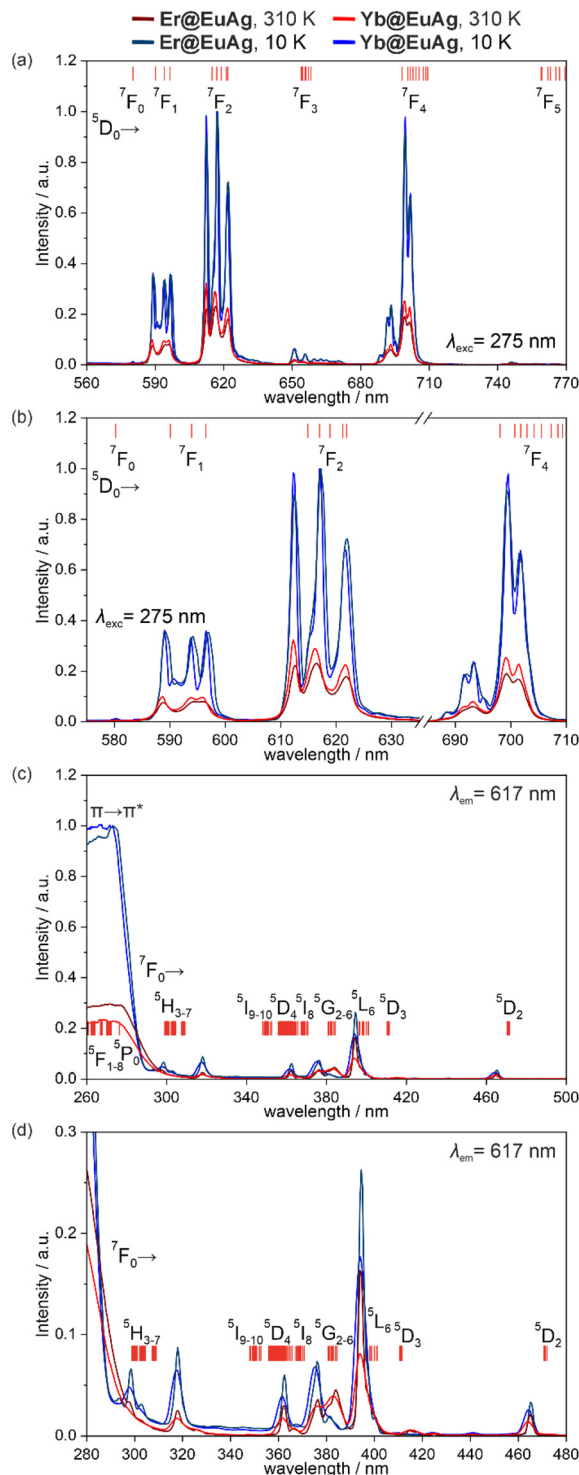 Er@EuAg, 310 K Yb@EuAg, 310 K
Er@EuAg, 10 K Yb@EuAg, 10 K
(a)
⁷F₀ ⁷F₁ ⁷F₂ ⁷F₃ ⁷F₄ ⁷F₅
⁵D₀→
Intensity / a.u.
1.2
1.0
0.8
0.6
0.4
0.2
0.0
λexc = 275 nm
560 590 620 650 680 710 740 770
wavelength / nm
(b)
⁷F₀ ⁷F₁ ⁷F₂ ⁷F₄
⁵D₀→
Intensity / a.u.
1.2
1.0
0.8
0.6
0.4
0.2
0.0
λexc = 275 nm
580 590 600 610 620 630 690 700 710
wavelength / nm
(c)
π→π*
λem = 617 nm
Intensity / a.u.
1.2
1.0
0.8
0.6
0.4
0.2
0.0
⁷F₀→
⁵H₃₋₇ ⁵I₉₋₁₀ ⁵D₄ ⁵I₈ ⁵G₂₋₆ ⁵L₆ ⁵D₃ ⁵D₂
⁵F₁₋₈ ⁵P₀
260 300 340 380 420 460 500
wavelength / nm
(d)
λem = 617 nm
Intensity / a.u.
0.3
0.2
0.1
0.0
⁷F₀→
⁵H₃₋₇ ⁵I₉₋₁₀ ⁵D₄ ⁵I₈ ⁵G₂₋₆ ⁵L₆ ⁵D₃ ⁵D₂
280 300 320 340 360 380 400 420 440 460 480
wavelength / nm